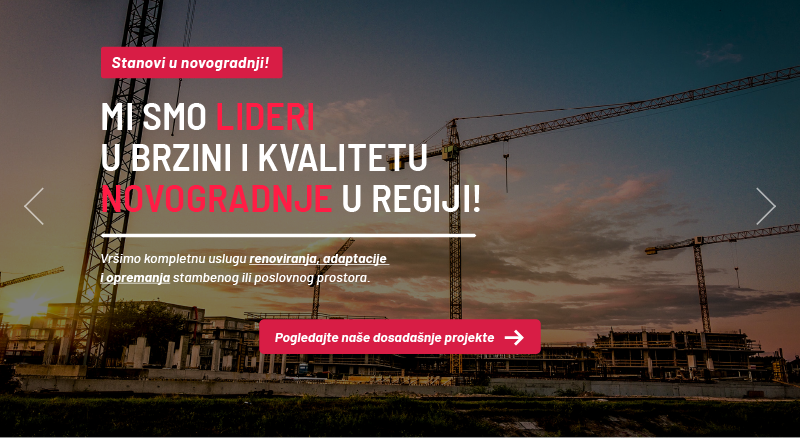 Stanovi u novogradnji!
MI SMO LIDERI
U BRZINI I KVALITETU
NOVOGRADNJE U REGIJI!
Vršimo kompletnu uslugu renoviranja, adaptacije
i opremanja stambenog ili poslovnog prostora.
Pogledajte naše dosadašnje projekte